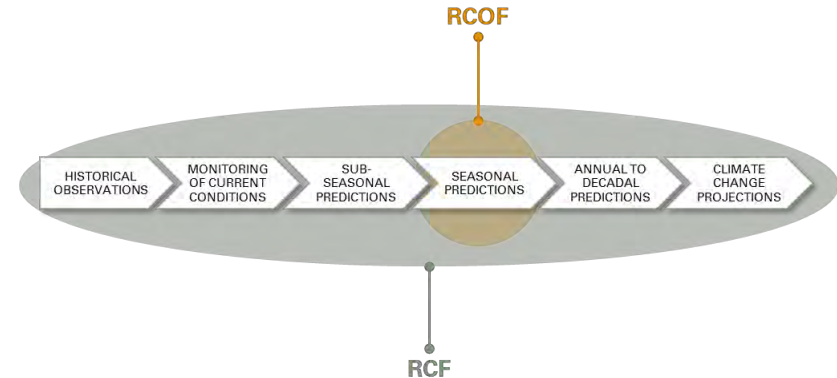 RCOF
HISTORICAL
OBSERVATIONS
MONITORING
OF CURRENT
CONDITIONS
SUB-
SEASONAL
PREDICTIONS
SEASONAL
PREDICTIONS
ANNUAL TO
DECADAL
PREDICTIONS
CLIMATE
CHANGE
PROJECTIONS
RCF